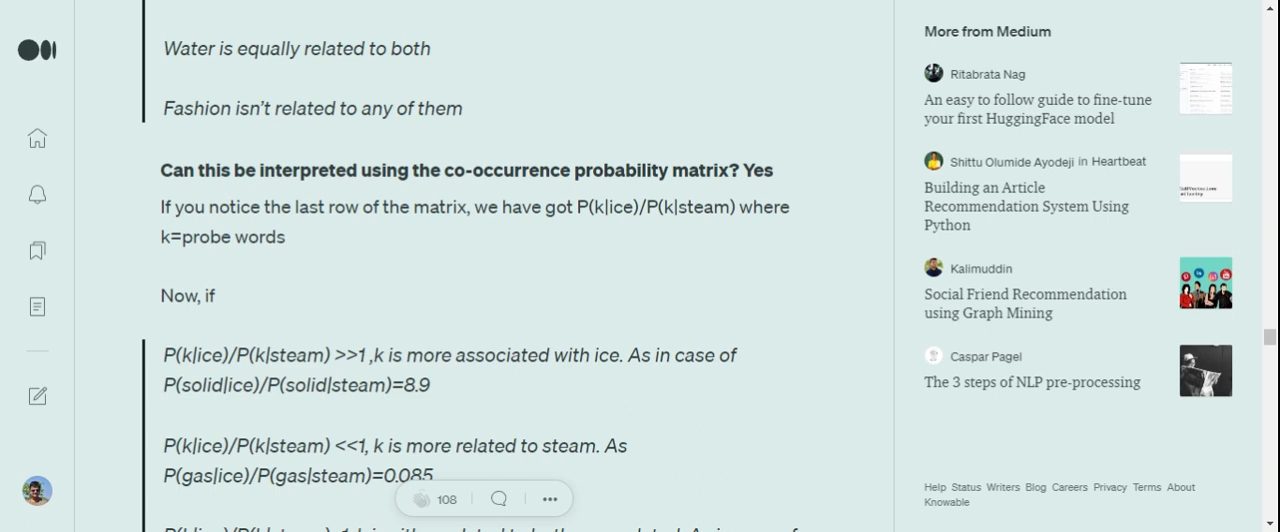 Water is equally related to both
Fashion isn't related to any of them
Can this be interpreted using the co-occurrence probability matrix? Yes
If you notice the last row of the matrix, we have got P(k|ice)/P(k|steam) where
k=probe words
Now, if
P(k|ice)/P(k|steam) >>1 ,k is more associated with ice. As in case of
P(solid|ice)/P(solid|steam)=8.9
P(k|ice)/P(k|steam) <<1, k is more related to steam. As
P(gas|ice)/P(gas|steam)=0.085
108
More from Medium
Ritabrata Nag
An easy to follow guide to fine-tune
your first HuggingFace model
Shittu Olumide Ayodeji in Heartbeat
Building an Article
Recommendation System Using
Python
Kalimuddin
Social Friend Recommendation
using Graph Mining
Caspar Pagel
The 3 steps of NLP pre-processing
Help Status Writers Blog Careers Privacy Terms About
Knowable